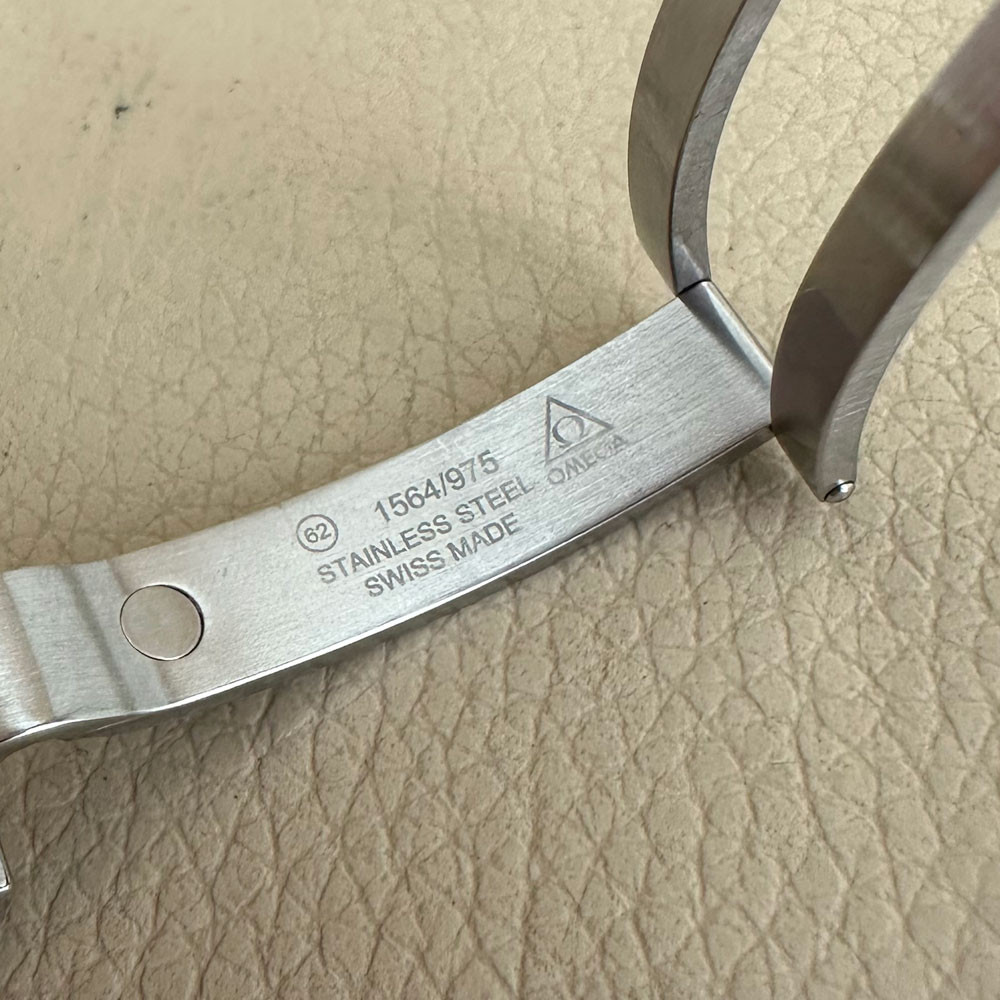 Ω
OMEGA
62
1564/975
STAINLESS STEEL
SWISS MADE